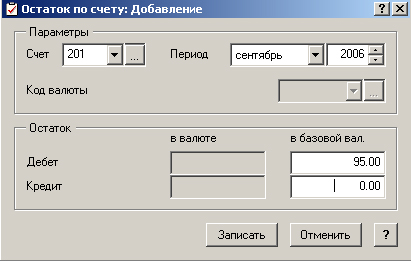 Остаток по счету: Добавление ? ×
Параметры
Счет 201 ... Период сентябрь 2006
Код валюты ...
Остаток
в валюте в базовой вал.
Дебет 95.00
Кредит 0.00
Записать Отменить ?